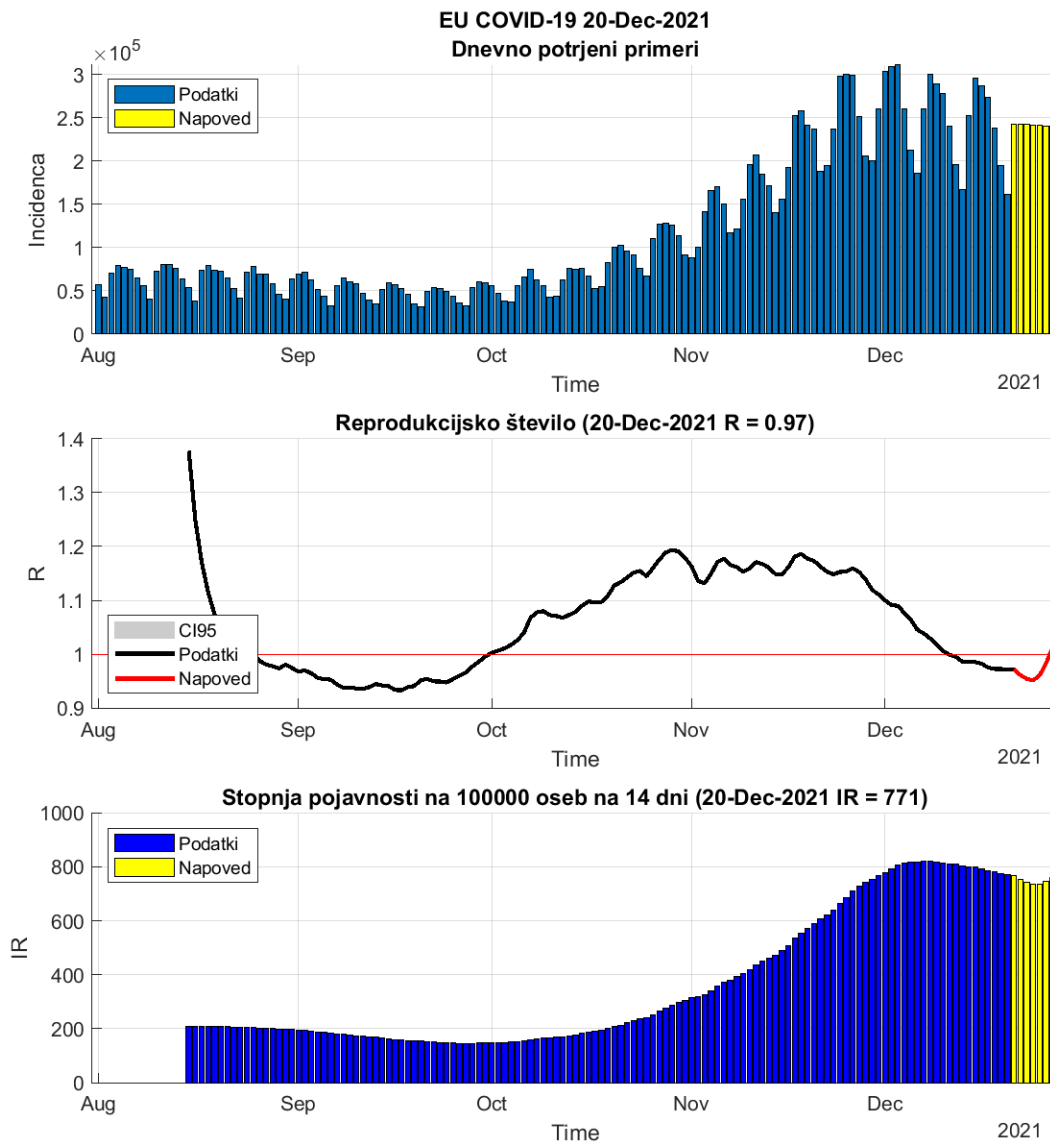 EU COVID-19 20-Dec-2021
Dnevno potrjeni primeri
×10^5
3
2.5
2
1.5
1
0.5
0
Incidenca
Podatki
Napoved
Aug Sep Oct Nov Dec
Time
2021
Reprodukcijsko število (20-Dec-2021 R = 0.97)
1.4
1.3
1.2
1.1
1
0.9
R
CI95
Podatki
Napoved
Aug Sep Oct Nov Dec
Time
2021
Stopnja pojavnosti na 100000 oseb na 14 dni (20-Dec-2021 IR = 771)
1000
800
600
400
200
0
IR
Podatki
Napoved
Aug Sep Oct Nov Dec
Time
2021